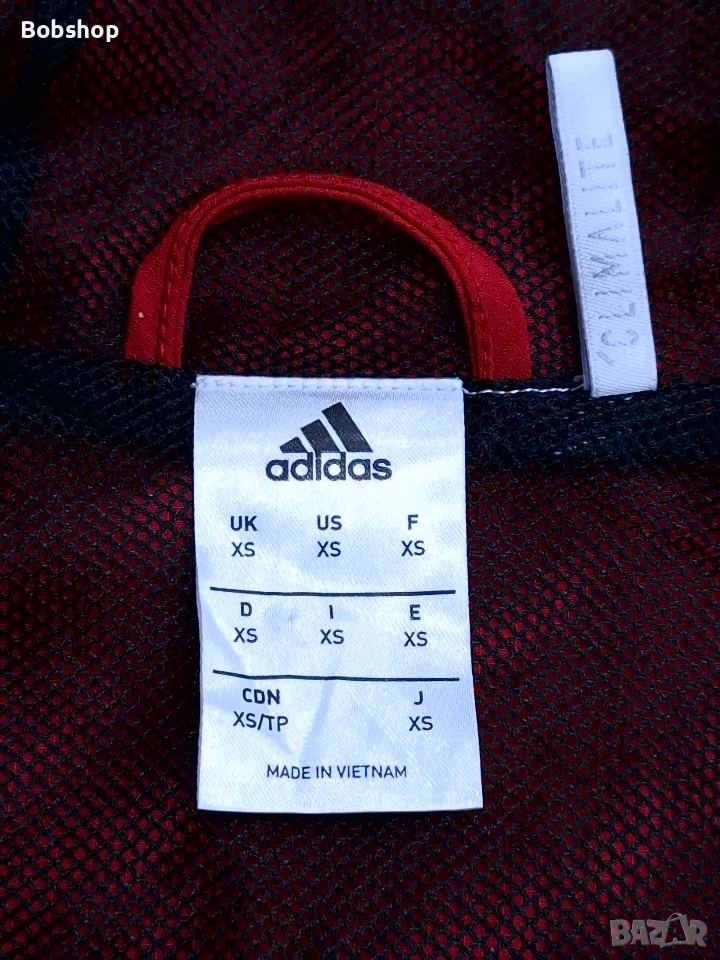 Bobshop
CLIMALITE
adidas
UK US F
XS XS XS
D I E
XS XS XS
CDN J
XS/TP XS
MADE IN VIETNAM
BAZAR